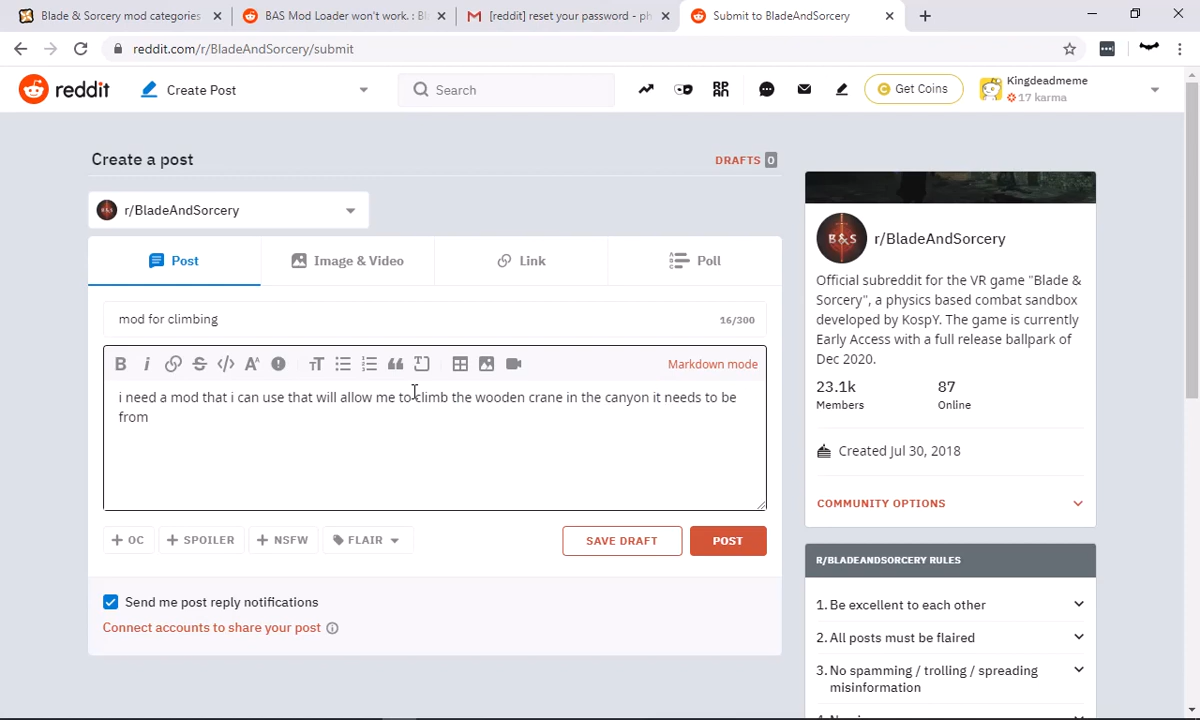 Blade & Sorcery mod categories
BAS Mod Loader won't work. : Bl
[reddit] reset your password - ph
Submit to BladeAndSorcery
reddit.com/r/BladeAndSorcery/submit
reddit
Create Post
Search
Get Coins
Kingdeadmeme
17 karma
Create a post
DRAFTS 0
r/BladeAndSorcery
Post
Image & Video
Link
Poll
mod for climbing
16/300
Markdown mode
i need a mod that i can use that will allow me to climb the wooden crane in the canyon it needs to be
from
OC
SPOILER
NSFW
FLAIR
SAVE DRAFT
POST
Send me post reply notifications
Connect accounts to share your post
B&S
r/BladeAndSorcery
Official subreddit for the VR game "Blade &
Sorcery", a physics based combat sandbox
developed by KospY. The game is currently
Early Access with a full release ballpark of
Dec 2020.
23.1k
87
Members
Online
Created Jul 30, 2018
COMMUNITY OPTIONS
R/BLADEANDSORCERY RULES
1. Be excellent to each other
2. All posts must be flaired
3. No spamming / trolling / spreading
misinformation